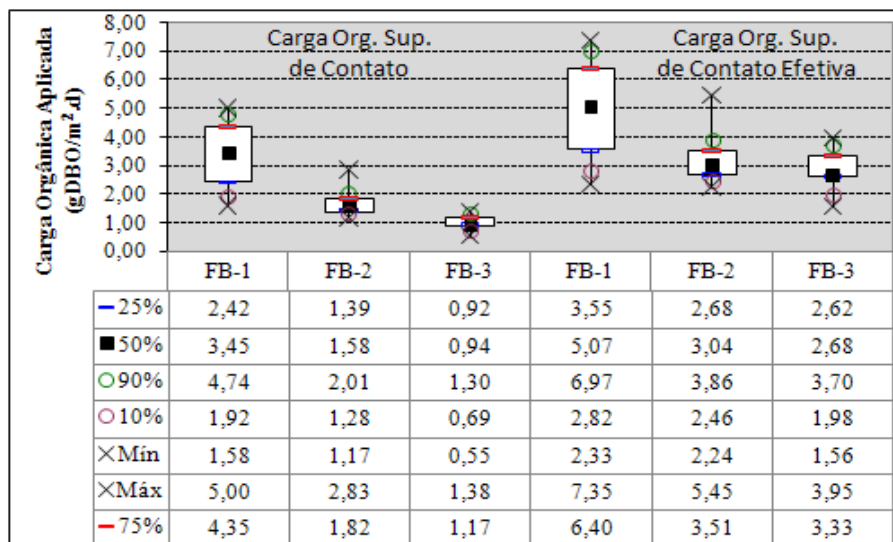 Carga Orgânica Aplicada
(gDBO/m².d)
8,00
7,00
6,00
5,00
4,00
3,00
2,00
1,00
0,00
Carga Org. Sup.
de Contato
Carga Org. Sup.
de Contato Efetiva
FB-1 FB-2 FB-3 FB-1 FB-2 FB-3
25% 2,42 1,39 0,92 3,55 2,68 2,62
50% 3,45 1,58 0,94 5,07 3,04 2,68
90% 4,74 2,01 1,30 6,97 3,86 3,70
10% 1,92 1,28 0,69 2,82 2,46 1,98
Mín 1,58 1,17 0,55 2,33 2,24 1,56
Máx 5,00 2,83 1,38 7,35 5,45 3,95
75% 4,35 1,82 1,17 6,40 3,51 3,33